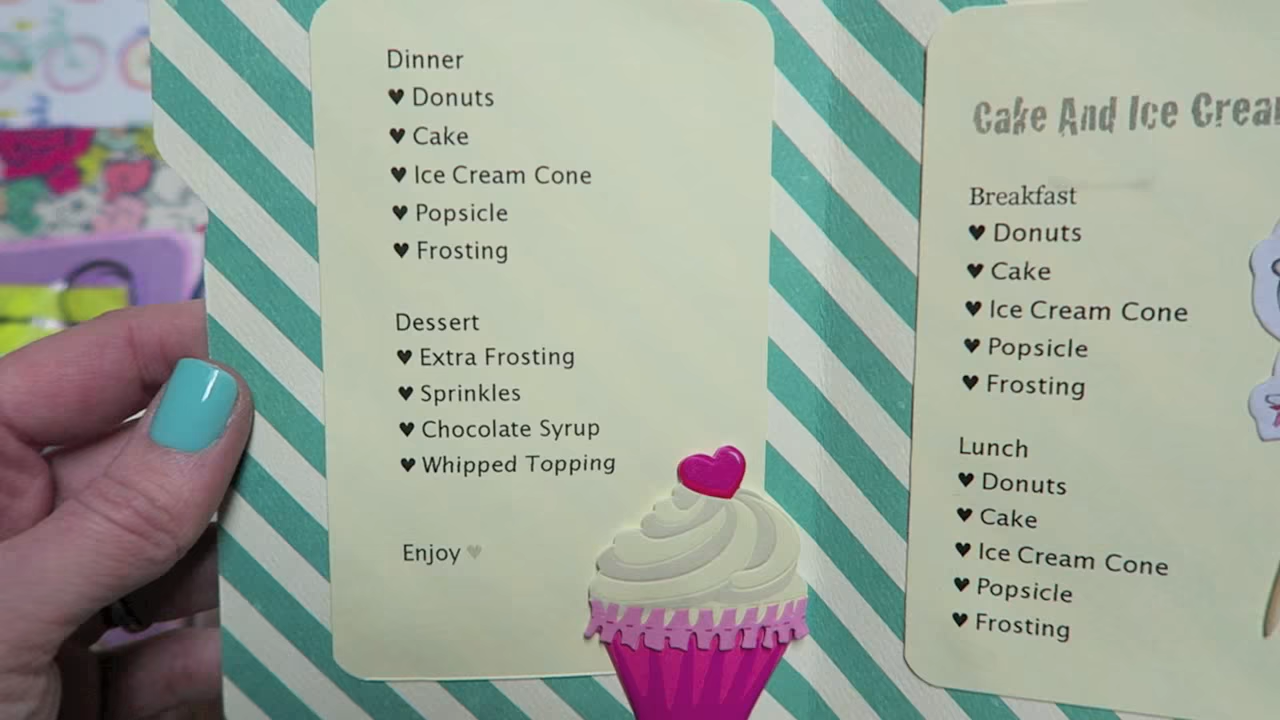 Dinner
♥ Donuts
♥ Cake
♥ Ice Cream Cone
♥ Popsicle
♥ Frosting
Dessert
♥ Extra Frosting
♥ Sprinkles
♥ Chocolate Syrup
♥ Whipped Topping
Enjoy ♥
Cake And Ice
Breakfast
♥ Donuts
♥ Cake
♥ Ice Cream Cone
♥ Popsicle
♥ Frosting
Lunch
♥ Donuts
♥ Cake
♥ Ice Cream Cone
♥ Popsicle
♥ Frosting